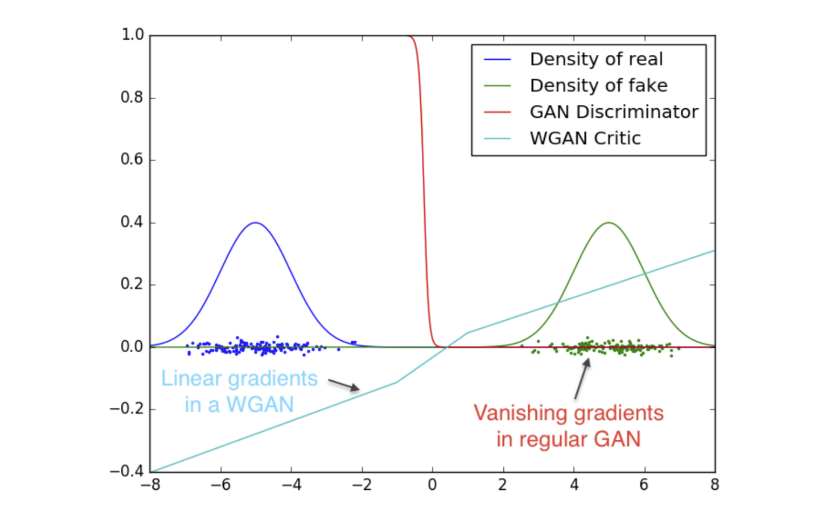 1.0
0.8
0.6
0.4
0.2
0.0
−0.2
−0.4
−8
−6
−4
−2
0
2
4
6
8
Density of real
Density of fake
GAN Discriminator
WGAN Critic
Linear gradients
in a WGAN
Vanishing gradients
in regular GAN